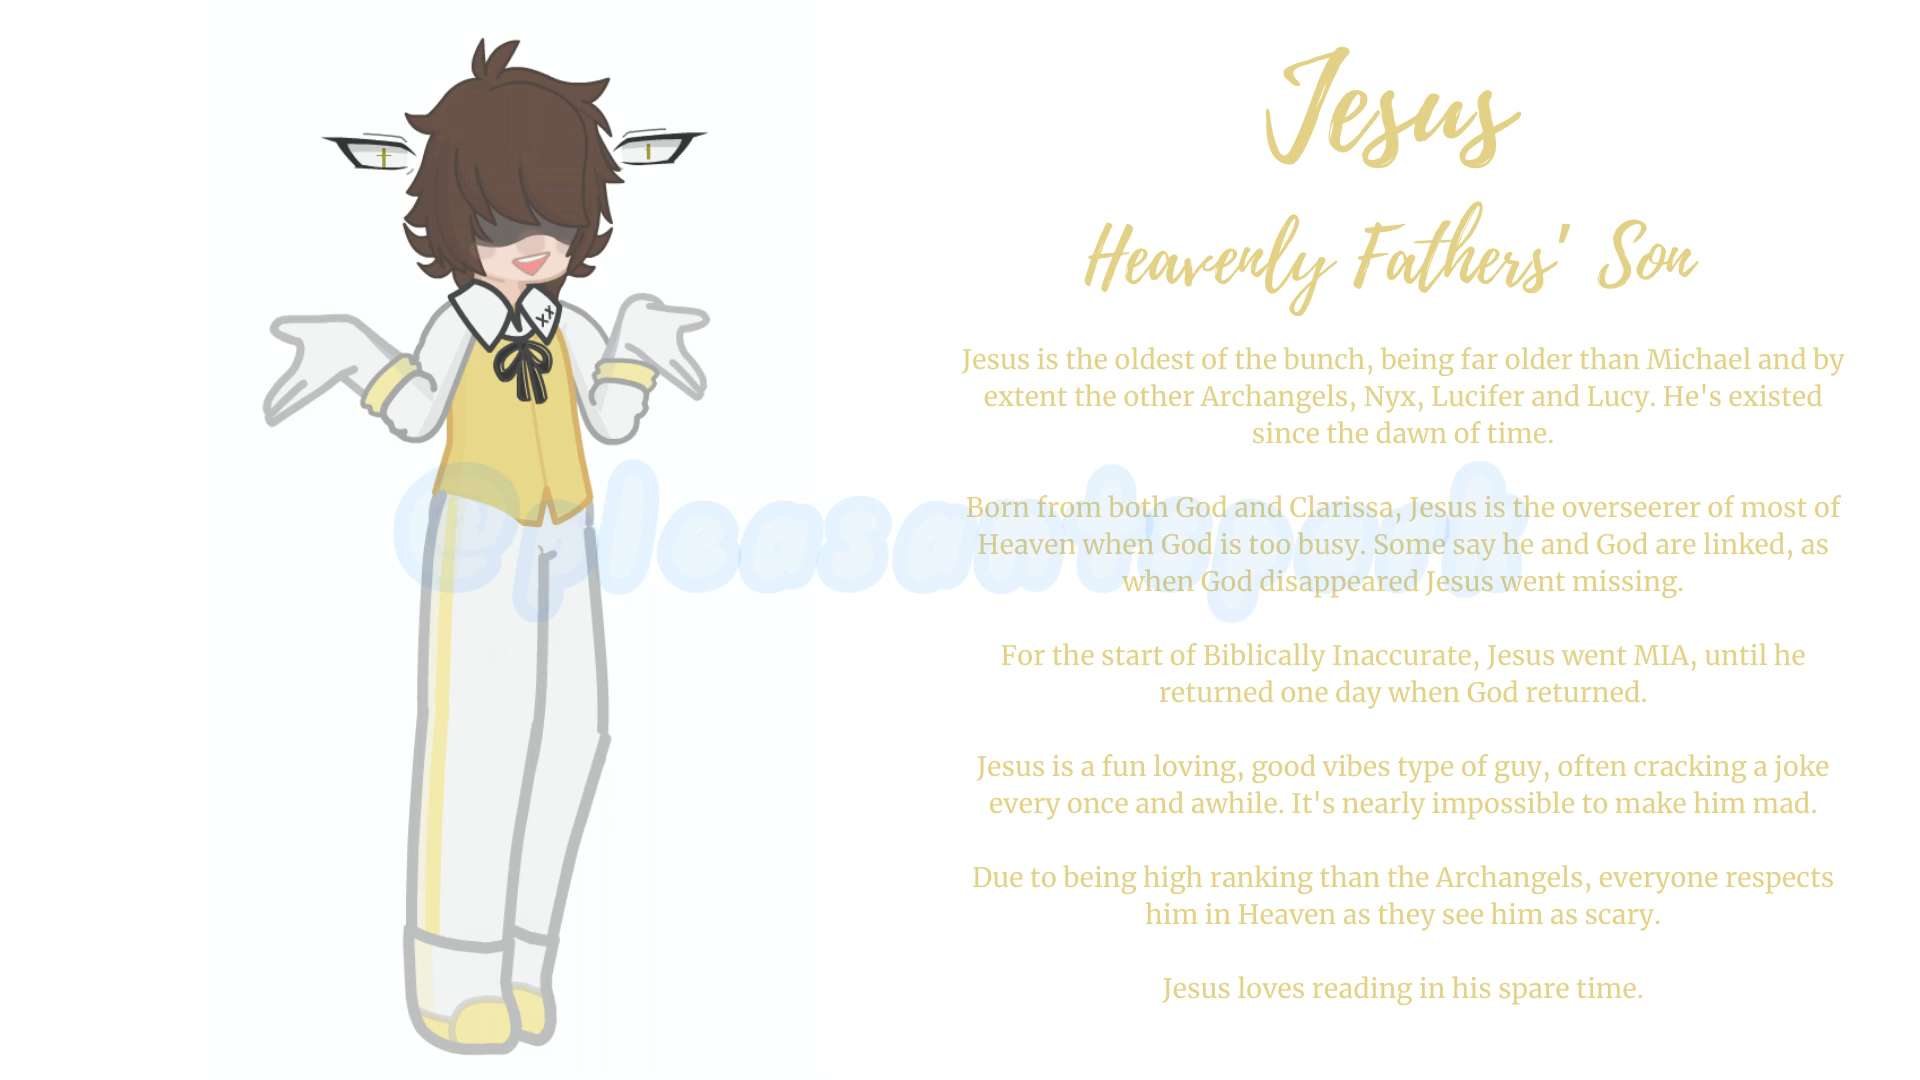 Jesus
Heavenly Fathers' Son
Jesus is the oldest of the bunch, being far older than Michael and by
extent the other Archangels, Nyx, Lucifer and Lucy. He's existed
since the dawn of time.
Born from both God and Clarissa, Jesus is the overseerer of most of
Heaven when God is too busy. Some say he and God are linked, as
when God disappeared Jesus went missing.
For the start of Biblically Inaccurate, Jesus went MIA, until he
returned one day when God returned.
Jesus is a fun loving, good vibes type of guy, often cracking a joke
every once and awhile. It's nearly impossible to make him mad.
Due to being high ranking than the Archangels, everyone respects
him in Heaven as they see him as scary.
Jesus loves reading in his spare time.